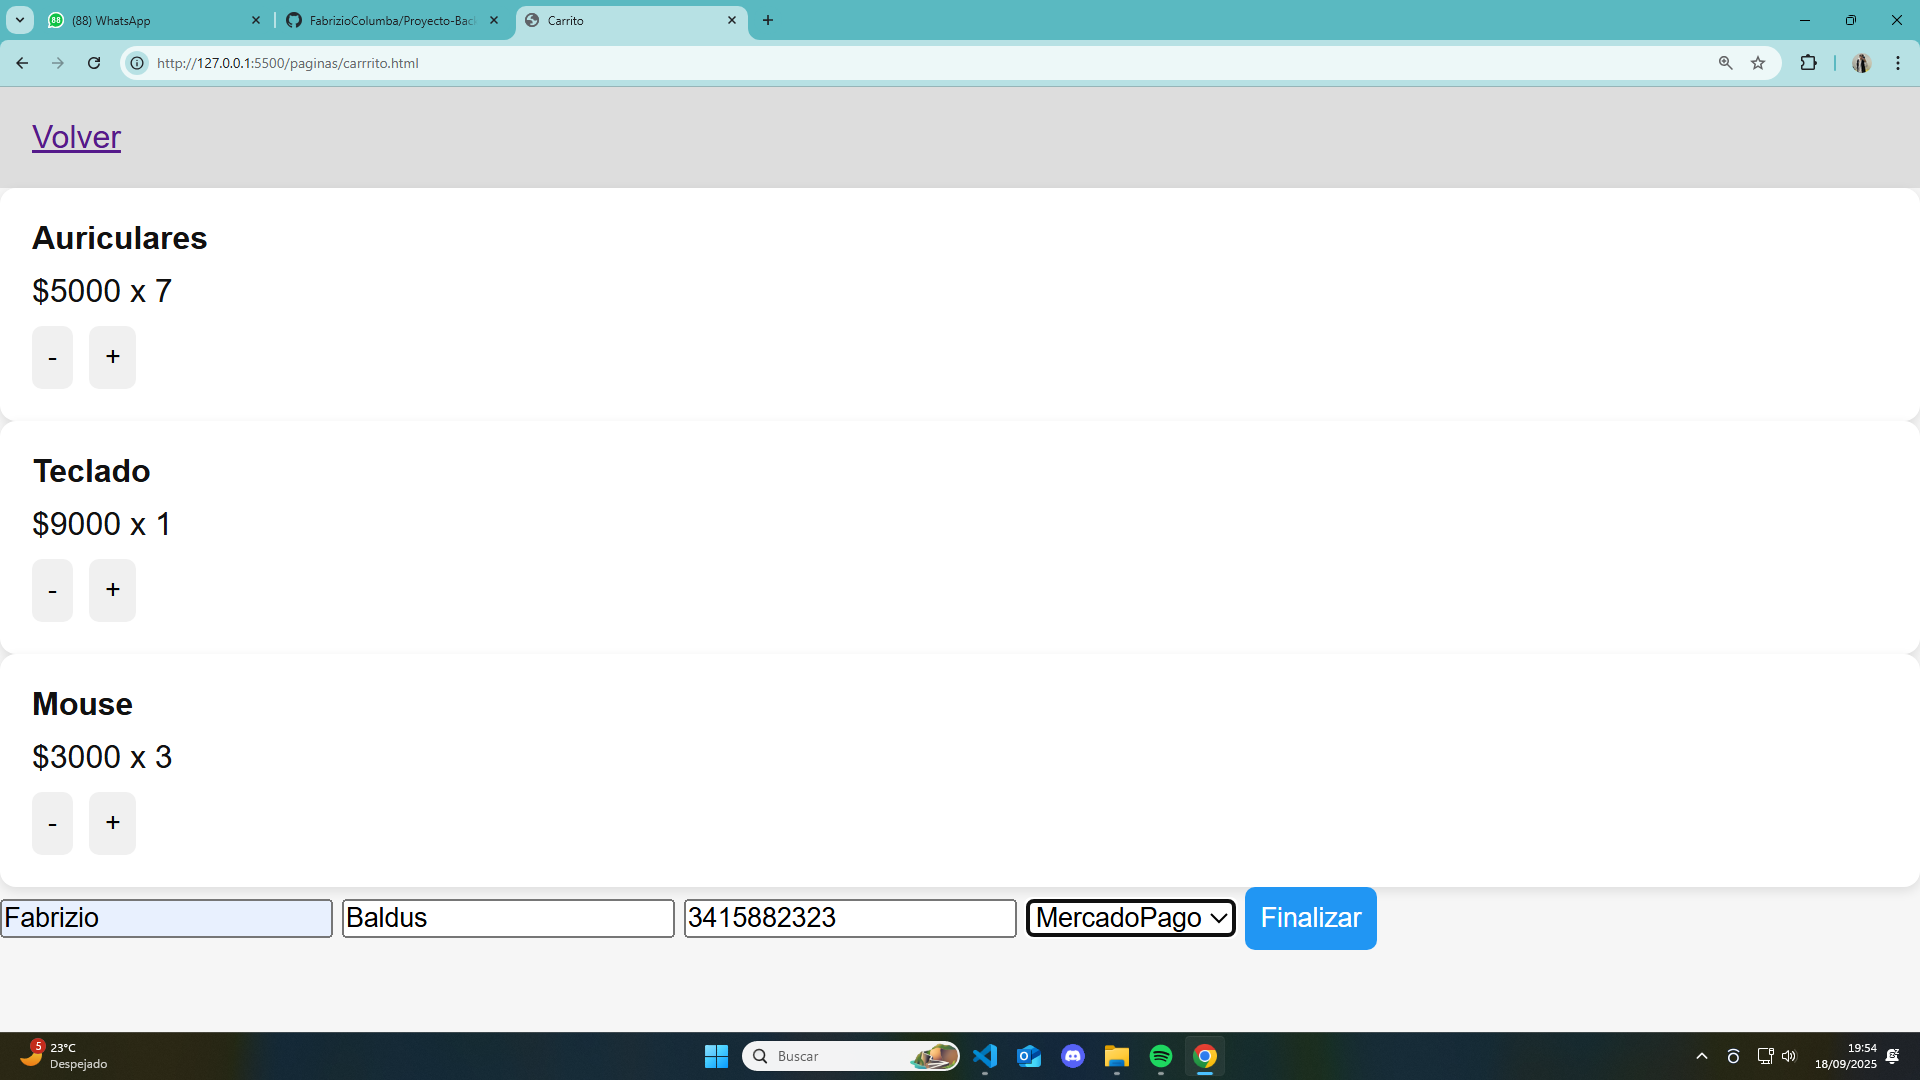 (88) WhatsApp
FabrizioColumba/Proyecto-Back
Carrito
http://127.0.0.1:5500/paginas/carrrito.html
Volver
Auriculares
$5000 x 7
- +
Teclado
$9000 x 1
- +
Mouse
$3000 x 3
- +
Fabrizio Baldus 3415882323 MercadoPago Finalizar
5
23°C
Despejado
Buscar
19:54
18/09/2025